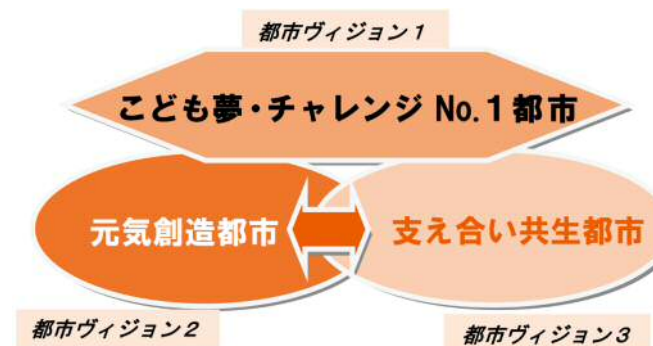 都市ヴィジョン１
こども夢・チャレンジ No.１都市
元気創造都市
支え合い共生都市
都市ヴィジョン２
都市ヴィジョン３